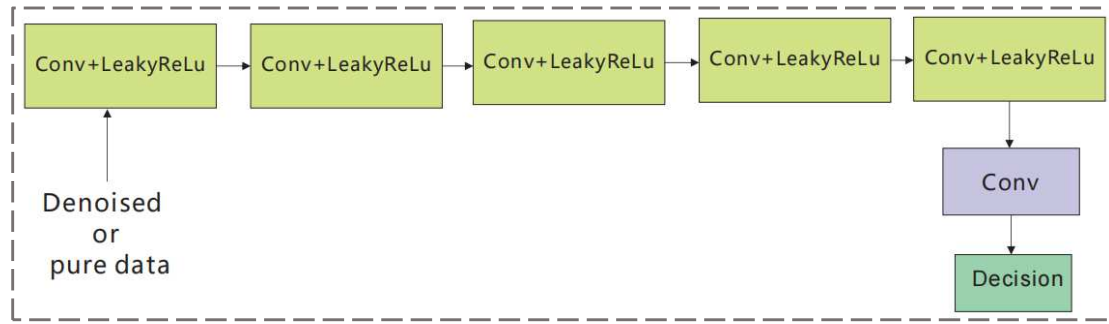 Conv+LeakyReLu
Conv+LeakyReLu
Conv+LeakyReLu
Conv+LeakyReLu
Conv+LeakyReLu
Denoised
or
pure data
Conv
Decision